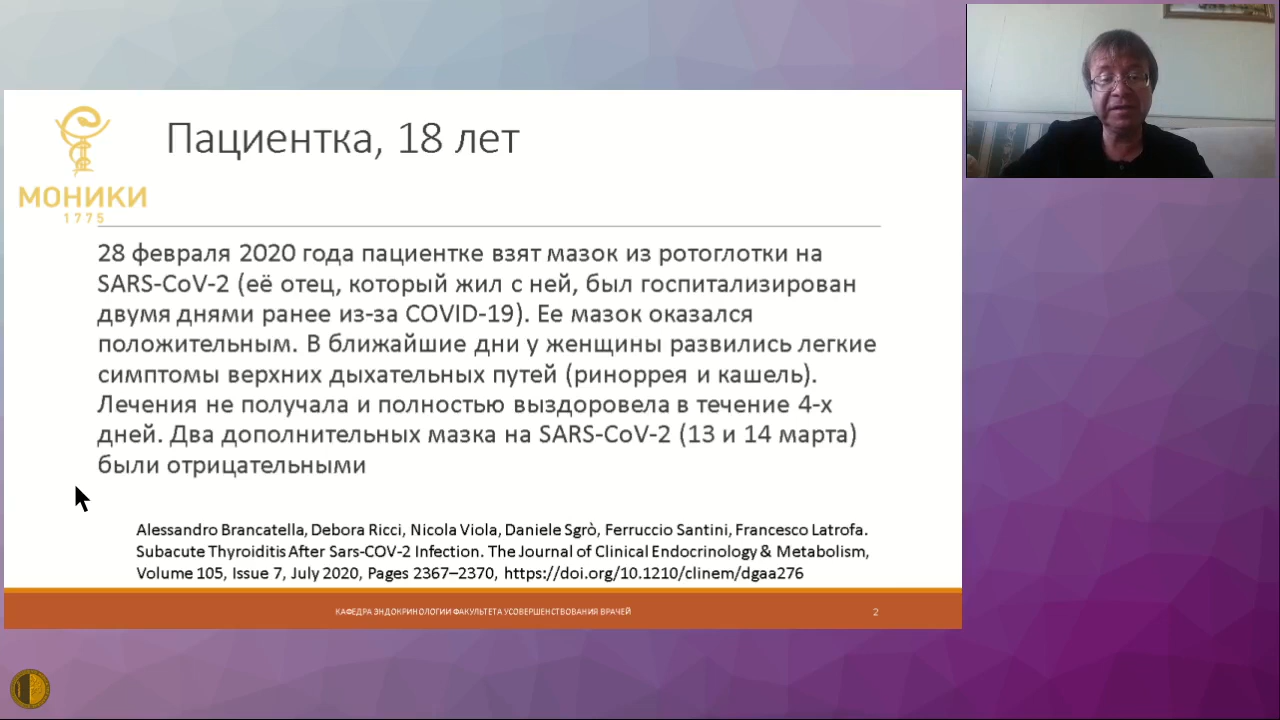 Пациентка, 18 лет
МОНИКИ
1775
28 февраля 2020 года пациентке взят мазок из ротоглотки на
SARS-CoV-2 (её отец, который жил с ней, был госпитализирован
двумя днями ранее из-за COVID-19). Ее мазок оказался
положительным. В ближайшие дни у женщины развились легкие
симптомы верхних дыхательных путей (риноррея и кашель).
Лечения не получала и полностью выздоровела в течение 4-х
дней. Два дополнительных мазка на SARS-CoV-2 (13 и 14 марта)
были отрицательными
Alessandro Brancatella, Debora Ricci, Nicola Viola, Daniele Sgrò, Ferruccio Santini, Francesco Latrofa.
Subacute Thyroiditis After Sars-COV-2 Infection. The Journal of Clinical Endocrinology & Metabolism,
Volume 105, Issue 7, July 2020, Pages 2367–2370, https://doi.org/10.1210/clinem/dgaa276
КАФЕДРА ЭНДОКРИНОЛОГИИ ФАКУЛЬТЕТА УСОВЕРШЕНСТВОВАНИЯ ВРАЧЕЙ
2